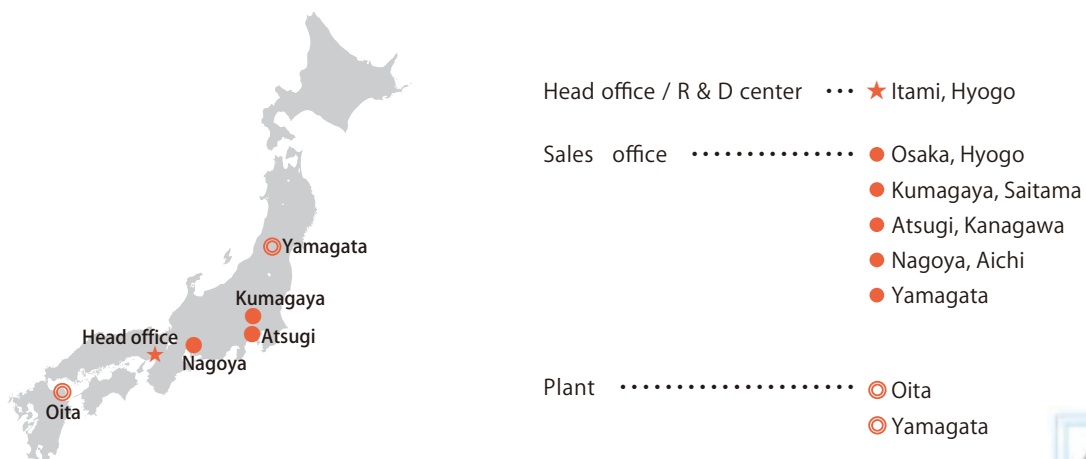 Yamagata
Kumagaya
Atsugi
Head office
Nagoya
Oita
Head office / R & D center ••• ★ Itami, Hyogo
Sales office ••••••••••••••• ● Osaka, Hyogo
● Kumagaya, Saitama
● Atsugi, Kanagawa
● Nagoya, Aichi
● Yamagata
Plant ••••••••••••••••••••• ◎ Oita
◎ Yamagata